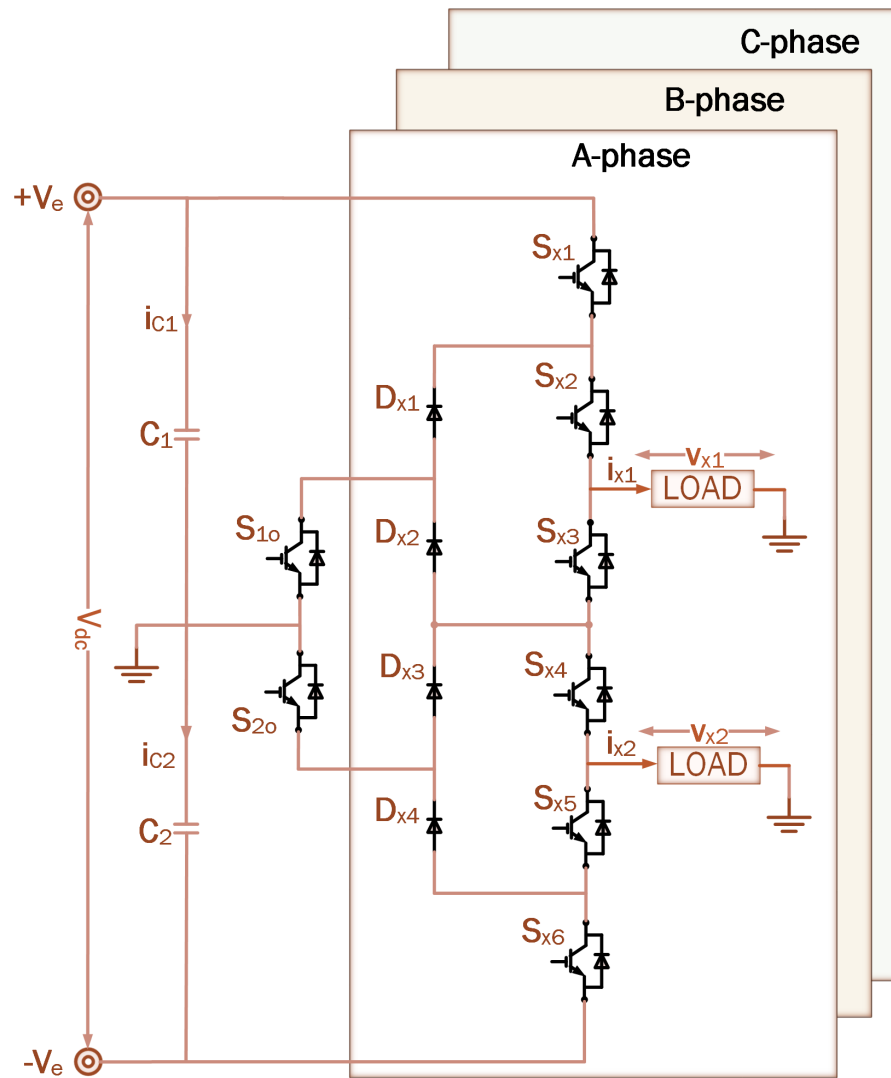 C-phase
B-phase
A-phase
+Ve
Sx1
iC1
Sx2
Dx1
C1
vx1
ix1
LOAD
S1o
Dx2
Sx3
Vdc
Dx3
Sx4
S2o
iC2
ix2
vx2
LOAD
Dx4
Sx5
C2
Sx6
-Ve